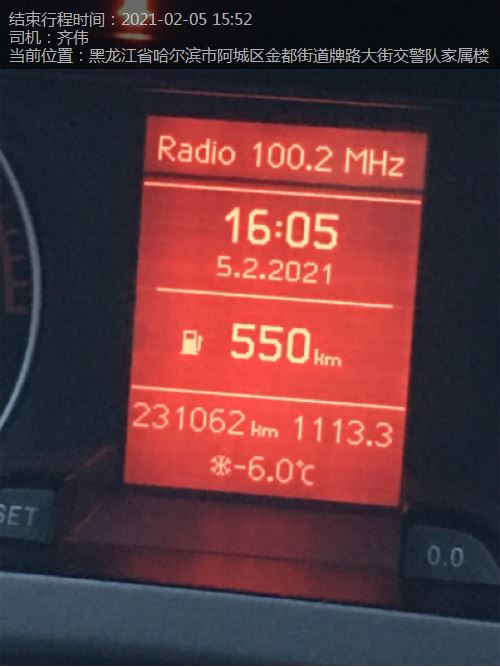 结束行程时间：2021-02-05 15:52
司机：齐伟
当前位置：黑龙江省哈尔滨市阿城区金都街道牌路大街交警队家属楼
Radio 100.2 MHz
16:05
5.2.2021
550km
231062km 1113.3
-6.0℃
SET
0.0